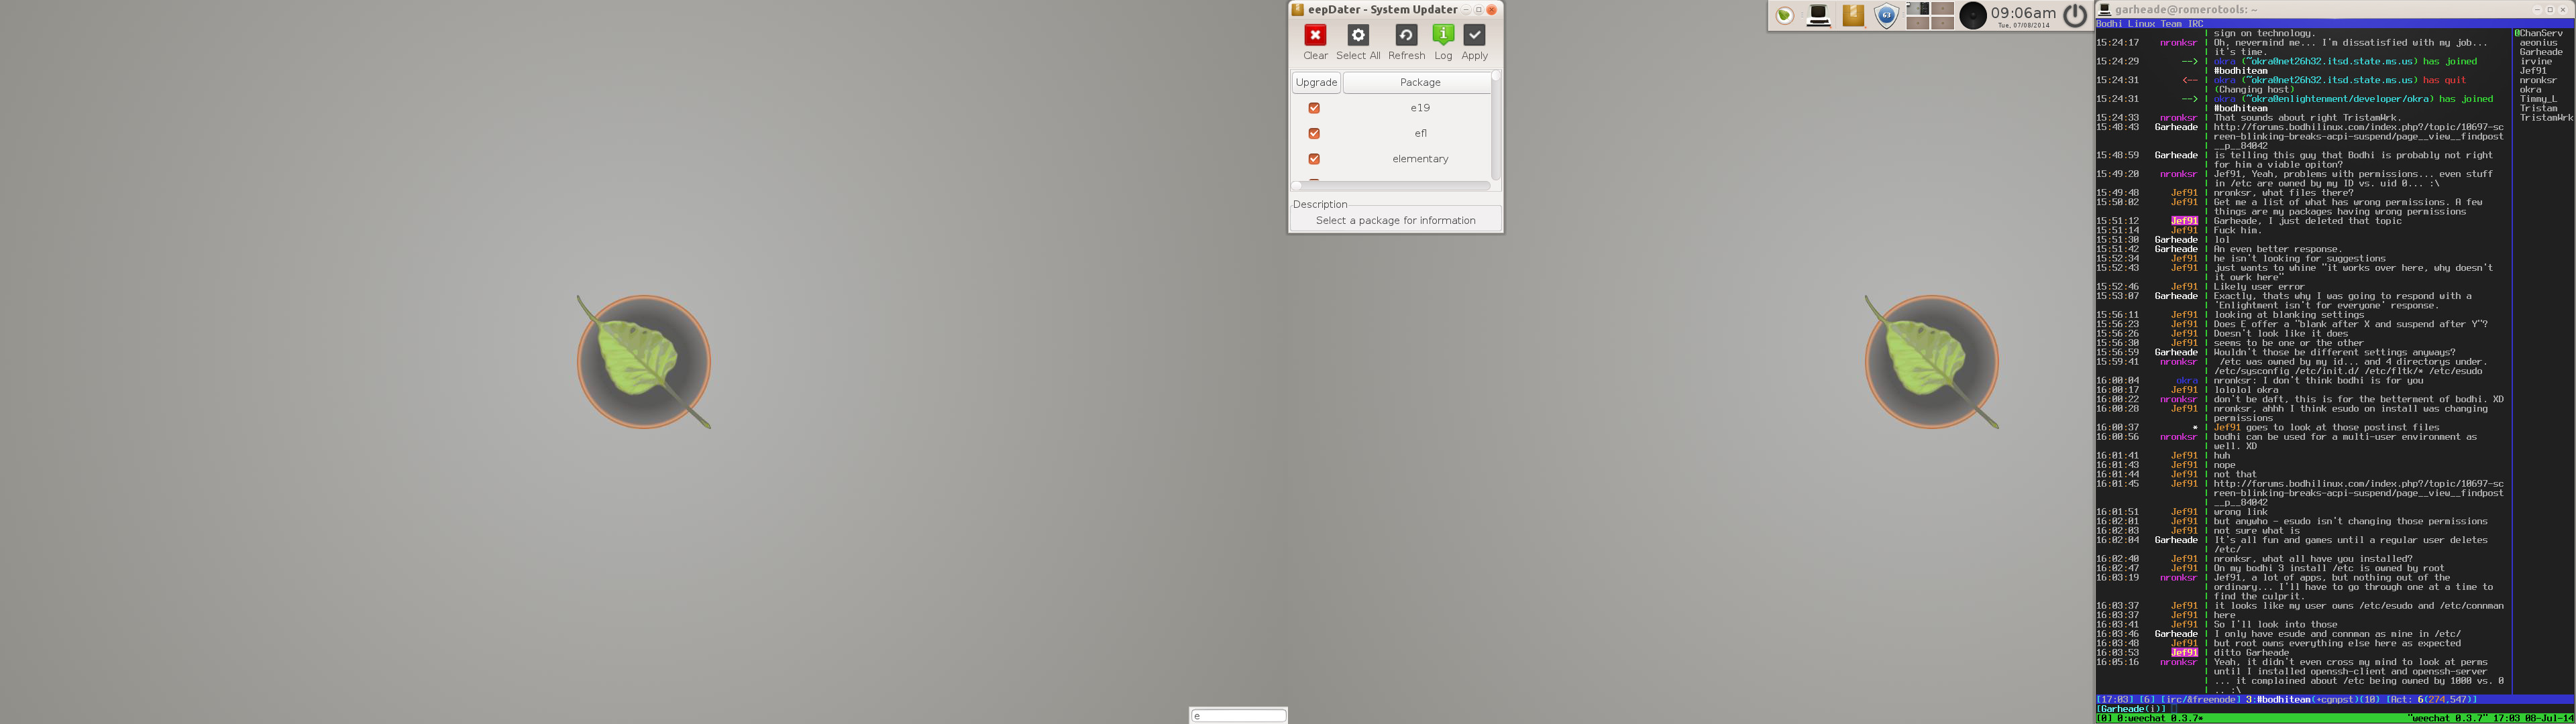 eepDater - System Updater
Clear Select All Refresh Log Apply
Upgrade Package
e19
efl
elementary
Description
Select a package for information
e
63
09:06am
Tue, 07/08/2014
garheade@romerotools: ~
Bodhi Linux Team IRC
sign on technology.
15:24:17 nronksr | Oh, nevermind me... I'm dissatisfied with my job...
it's time.
15:24:29 --> | okra (~okra@net26h32.itsd.state.ms.us) has joined
#bodhiteam
15:24:31 <-- | okra (~okra@net26h32.itsd.state.ms.us) has quit
(Changing host)
15:24:31 --> | okra (~okra@enlightenment/developer/okra) has joined
#bodhiteam
15:24:33 nronksr | That sounds about right TristamWrk.
15:48:43 Garheade | http://forums.bodhilinux.com/index.php?/topic/10697-sc
reen-blinking-breaks-acpi-suspend/page__view__findpost
__p__84042
15:48:59 Garheade | is telling this guy that Bodhi is probably not right
for him a viable opiton?
15:49:20 nronksr | Jef91, Yeah, problems with permissions... even stuff
in /etc are owned by my ID vs. uid 0... :\
15:49:48 Jef91 | nronksr, what files there?
15:50:02 Jef91 | Get me a list of what has wrong permissions. A few
things are my packages having wrong permissions
15:51:12 Jef91 | Garheade, I just deleted that topic
15:51:14 Jef91 | Fuck him.
15:51:30 Garheade | lol
15:51:42 Garheade | An even better response.
15:52:34 Jef91 | he isn't looking for suggestions
15:52:43 Jef91 | just wants to whine "it works over here, why doesn't
it owrk here"
15:52:46 Jef91 | Likely user error
15:53:07 Garheade | Exactly, thats why I was going to respond with a
'Enlightment isn't for everyone' response.
15:56:11 Jef91 | looking at blanking settings
15:56:23 Jef91 | Does E offer a "blank after X and suspend after Y"?
15:56:26 Jef91 | Doesn't look like it does
15:56:30 Jef91 | seems to be one or the other
15:56:59 Garheade | Wouldn't those be different settings anyways?
15:59:41 nronksr | /etc was owned by my id... and 4 directorys under.
/etc/sysconfig /etc/init.d/ /etc/fltk/* /etc/esudo
16:00:04 okra | nronksr: I don't think bodhi is for you
16:00:17 Jef91 | lololol okra
16:00:22 nronksr | don't be daft, this is for the betterment of bodhi. XD
16:00:28 Jef91 | nronksr, ahhh I think esudo on install was changing
permissions
16:00:37 * | Jef91 goes to look at those postinst files
16:00:56 nronksr | bodhi can be used for a multi-user environment as
well. XD
16:01:41 Jef91 | huh
16:01:43 Jef91 | nope
16:01:44 Jef91 | not that
16:01:45 Jef91 | http://forums.bodhilinux.com/index.php?/topic/10697-sc
reen-blinking-breaks-acpi-suspend/page__view__findpost
__p__84042
16:01:51 Jef91 | wrong link
16:02:01 Jef91 | but anywho - esudo isn't changing those permissions
16:02:03 Jef91 | not sure what is
16:02:04 Garheade | It's all fun and games until a regular user deletes
/etc/
16:02:40 Jef91 | nronksr, what all have you installed?
16:02:47 Jef91 | On my bodhi 3 install /etc is owned by root
16:03:19 nronksr | Jef91, a lot of apps, but nothing out of the
ordinary... I'll have to go through one at a time to
find the culprit.
16:03:37 Jef91 | it looks like my user owns /etc/esudo and /etc/connman
16:03:37 Jef91 | here
16:03:41 Jef91 | So I'll look into those
16:03:46 Garheade | I only have esude and connman as mine in /etc/
16:03:48 Jef91 | but root owns everything else here as expected
16:03:53 Jef91 | ditto Garheade
16:05:16 nronksr | Yeah, it didn't even cross my mind to look at perms
until I installed openssh-client and openssh-server
... it complained about /etc being owned by 1000 vs. 0
.. :\
@ChanServ
aeonius
Garheade
irvine
Jef91
nronksr
okra
Timmy_L
Tristam
TristamWrk
[17:03] [6] [irc/&freenode] 3:#bodhiteam(+cgnpst)(10) [Act: 6(274,547)]
[Garheade(i)]
[0] 0:weechat 0.3.7* "weechat 0.3.7" 17:03 08-Jul-14